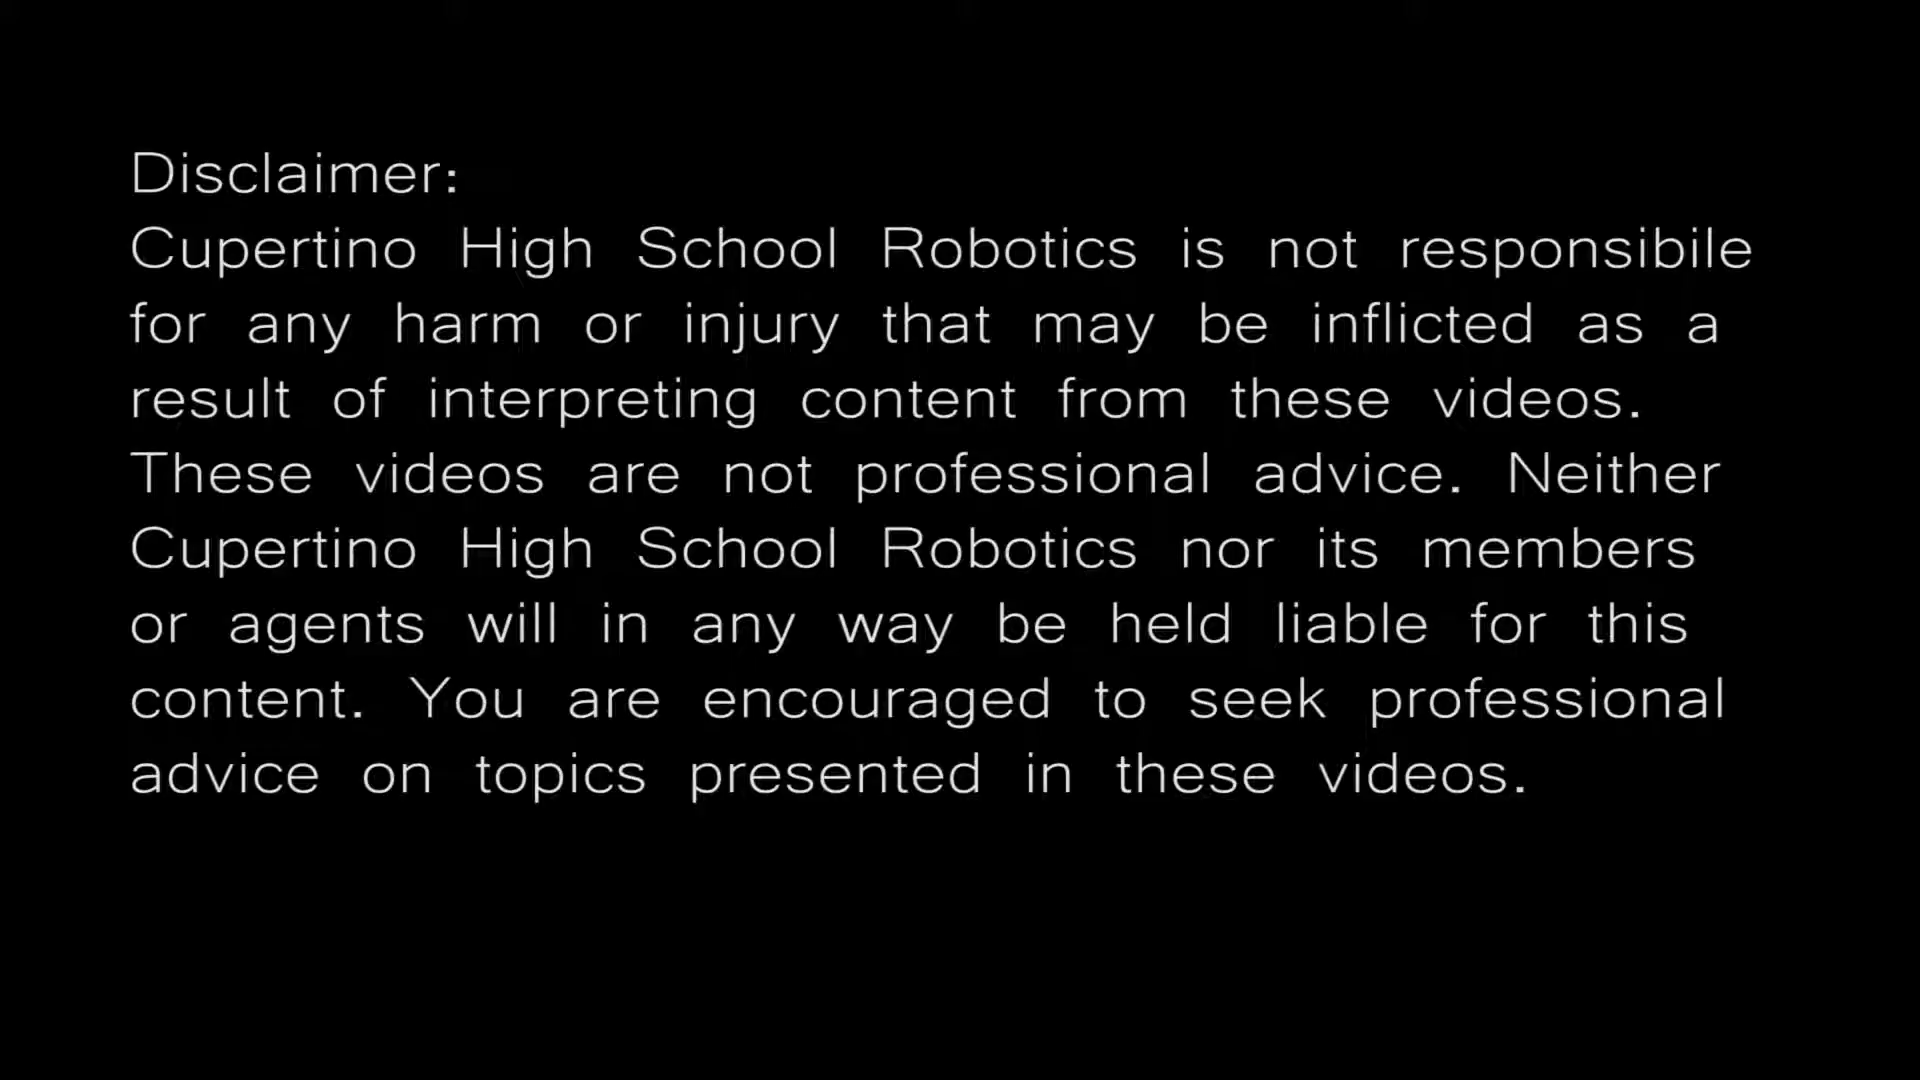 Disclaimer:
Cupertino High School Robotics is not responsibile
for any harm or injury that may be inflicted as a
result of interpreting content from these videos.
These videos are not professional advice. Neither
Cupertino High School Robotics nor its members
or agents will in any way be held liable for this
content. You are encouraged to seek professional
advice on topics presented in these videos.